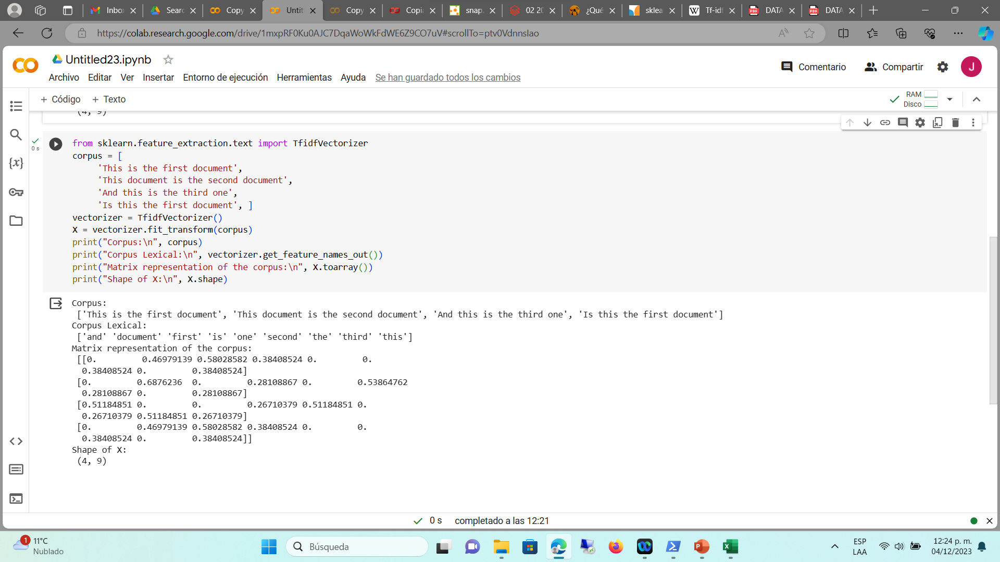 Inbo
Sear
Copy
Unti
Copy
Copi
snap.
02 20
¿Qué
sklea
Tf-idf
DATA
DATA
https://colab.research.google.com/drive/1mxpRF0Ku0AJC7DqaWoWkFdWE6Z9CO7uV#scrollTo=ptv0Vdnnslao
Untitled23.ipynb
Comentario
Compartir
J
Archivo Editar Ver Insertar Entorno de ejecución Herramientas Ayuda Se han guardado todos los cambios
+ Código + Texto
RAM
Disco
(4, 9)
0 s
from sklearn.feature_extraction.text import TfidfVectorizer
corpus = [
'This is the first document',
'This document is the second document',
'And this is the third one',
'Is this the first document', ]
vectorizer = TfidfVectorizer()
X = vectorizer.fit_transform(corpus)
print("Corpus:\n", corpus)
print("Corpus Lexical:\n", vectorizer.get_feature_names_out())
print("Matrix representation of the corpus:\n", X.toarray())
print("Shape of X:\n", X.shape)
Corpus:
['This is the first document', 'This document is the second document', 'And this is the third one', 'Is this the first document']
Corpus Lexical:
['and' 'document' 'first' 'is' 'one' 'second' 'the' 'third' 'this']
Matrix representation of the corpus:
[[0. 0.46979139 0.58028582 0.38408524 0. 0.
0.38408524 0. 0.38408524]
[0. 0.6876236 0. 0.28108867 0. 0.53864762
0.28108867 0. 0.28108867]
[0.51184851 0. 0. 0.26710379 0.51184851 0.
0.26710379 0.51184851 0.26710379]
[0. 0.46979139 0.58028582 0.38408524 0. 0.
0.38408524 0. 0.38408524]]
Shape of X:
(4, 9)
0 s completado a las 12:21
1
11°C
Nublado
Búsqueda
ESP
LAA
12:24 p. m.
04/12/2023